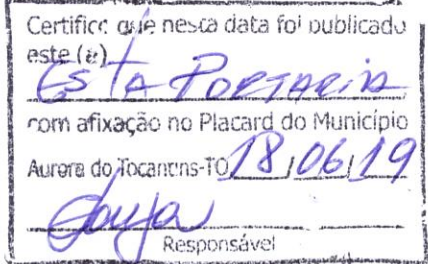 Certifico que nesta data foi publicado
este (a)
ESTA PORTARIA
com afixação no Placard do Município
Aurora do Tocantins-TO 18/06/19
Souza
Responsável